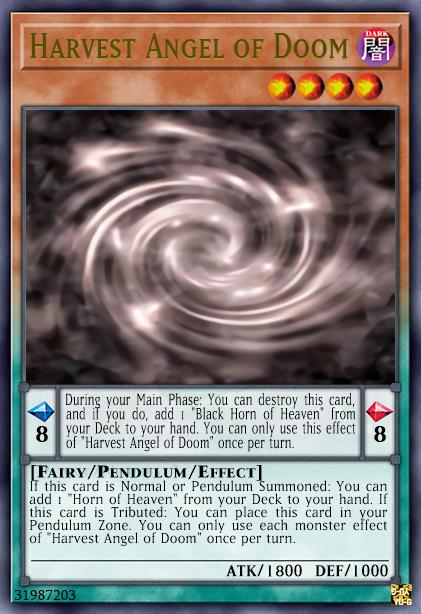 HARVEST ANGEL OF DOOM
DARK
闇
During your Main Phase: You can destroy this card,
and if you do, add 1 "Black Horn of Heaven" from
your Deck to your hand. You can only use this effect
of "Harvest Angel of Doom" once per turn.
8
8
[FAIRY/PENDULUM/EFFECT]
If this card is Normal or Pendulum Summoned: You can
add 1 "Horn of Heaven" from your Deck to your hand. If
this card is Tributed: You can place this card in your
Pendulum Zone. You can only use each monster effect
of "Harvest Angel of Doom" once per turn.
ATK/1800 DEF/1000
31987203